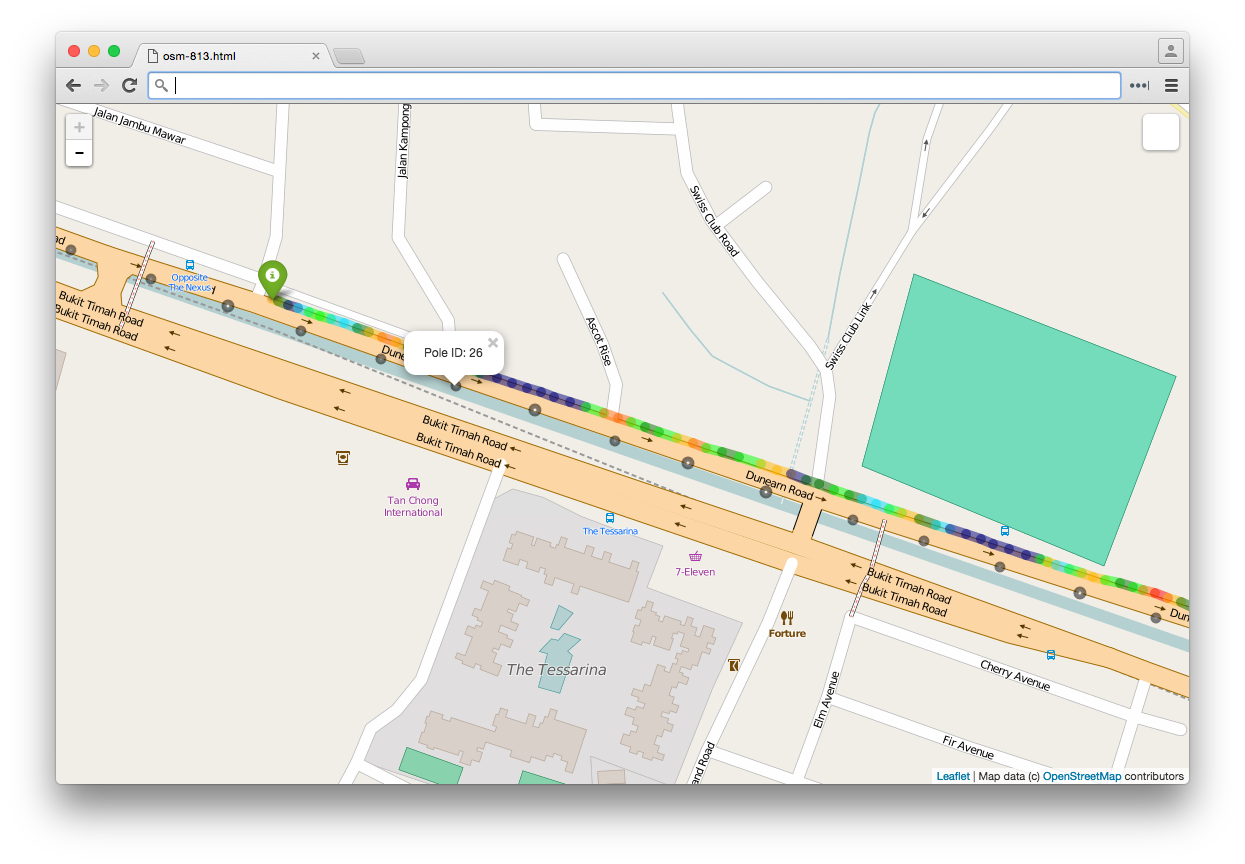 osm-813.html
+
-
Jalan Jambu Mawar
Jalan Kampong
Swiss Club Road
Opposite
The Nexus
Bukit Timah Road
Bukit Timah Road
Pole ID: 26
Ascot Rise
Swiss Club Link
Bukit Timah Road
Bukit Timah Road
Dunearn Road
Tan Chong
International
The Tessarina
7-Eleven
Bukit Timah Road
Bukit Timah Road
Forture
The Tessarina
Cherry Avenue
Elm Avenue
Fir Avenue
Road
Leaflet | Map data (c) OpenStreetMap contributors